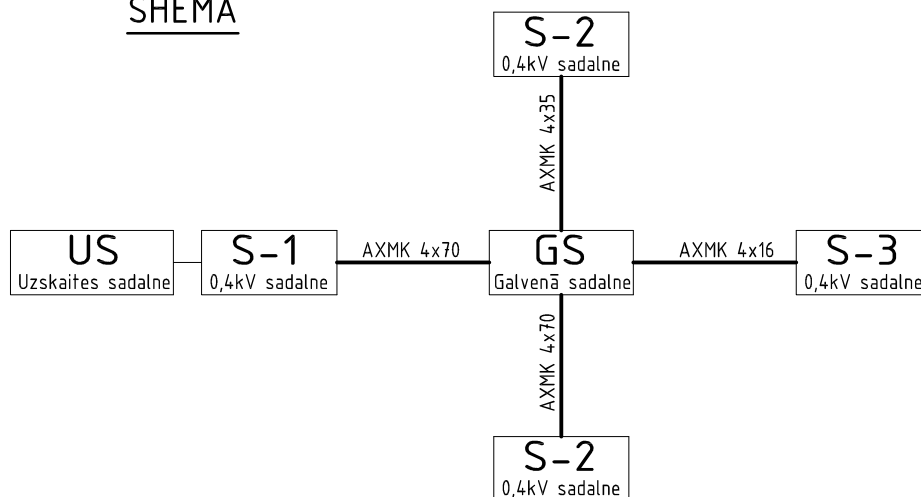 SHEMA
S-2
0,4kV sadalne
AXMK 4x35
US
Uzskaites sadalne
S-1
0,4kV sadalne
AXMK 4x70
GS
Galvenā sadalne
AXMK 4x16
S-3
0,4kV sadalne
AXMK 4x70
S-2
0,4kV sadalne